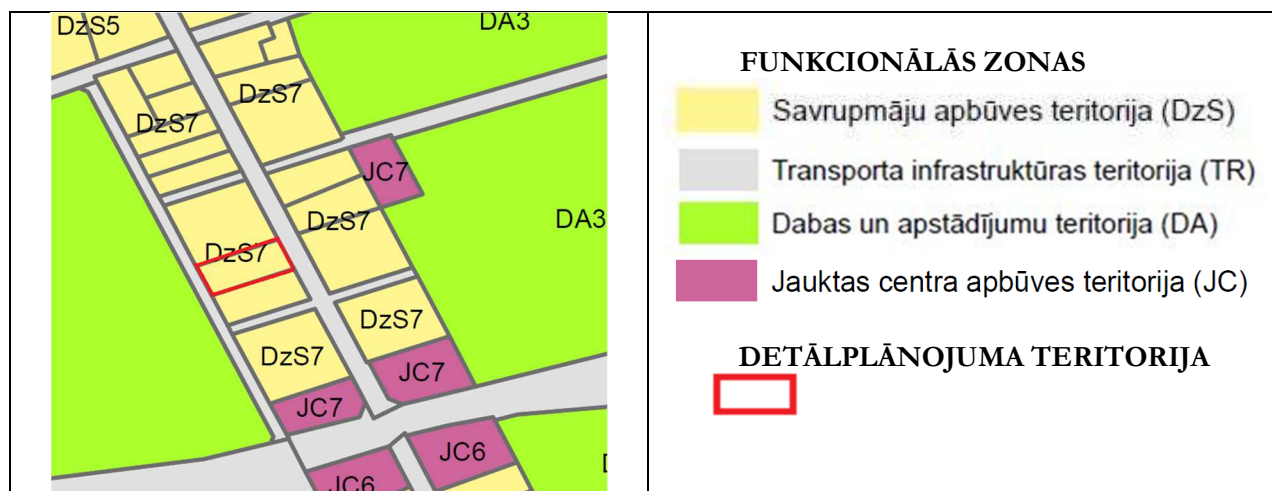 DzS5
DA3
DzS7
DzS7
JC7
DzS7
DA3
DzS7
DzS7
DzS7
JC7
JC7
JC6
JC6
FUNKCIONĀLĀS ZONAS
Savrupmāju apbūves teritorija (DzS)
Transporta infrastruktūras teritorija (TR)
Dabas un apstādījumu teritorija (DA)
Jauktas centra apbūves teritorija (JC)
DETĀLPLĀNOJUMA TERITORIJA